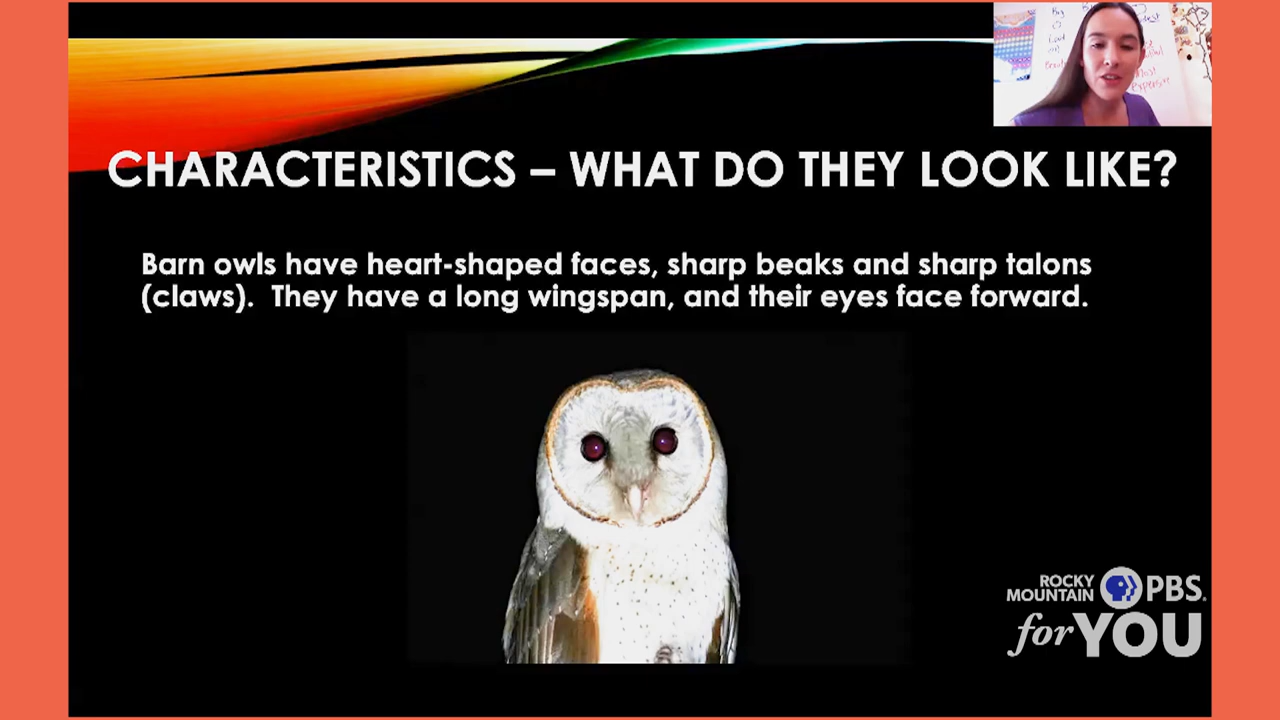 CHARACTERISTICS – WHAT DO THEY LOOK LIKE?
Barn owls have heart-shaped faces, sharp beaks and sharp talons
(claws).  They have a long wingspan, and their eyes face forward.
ROCKY
MOUNTAIN PBS.
for YOU